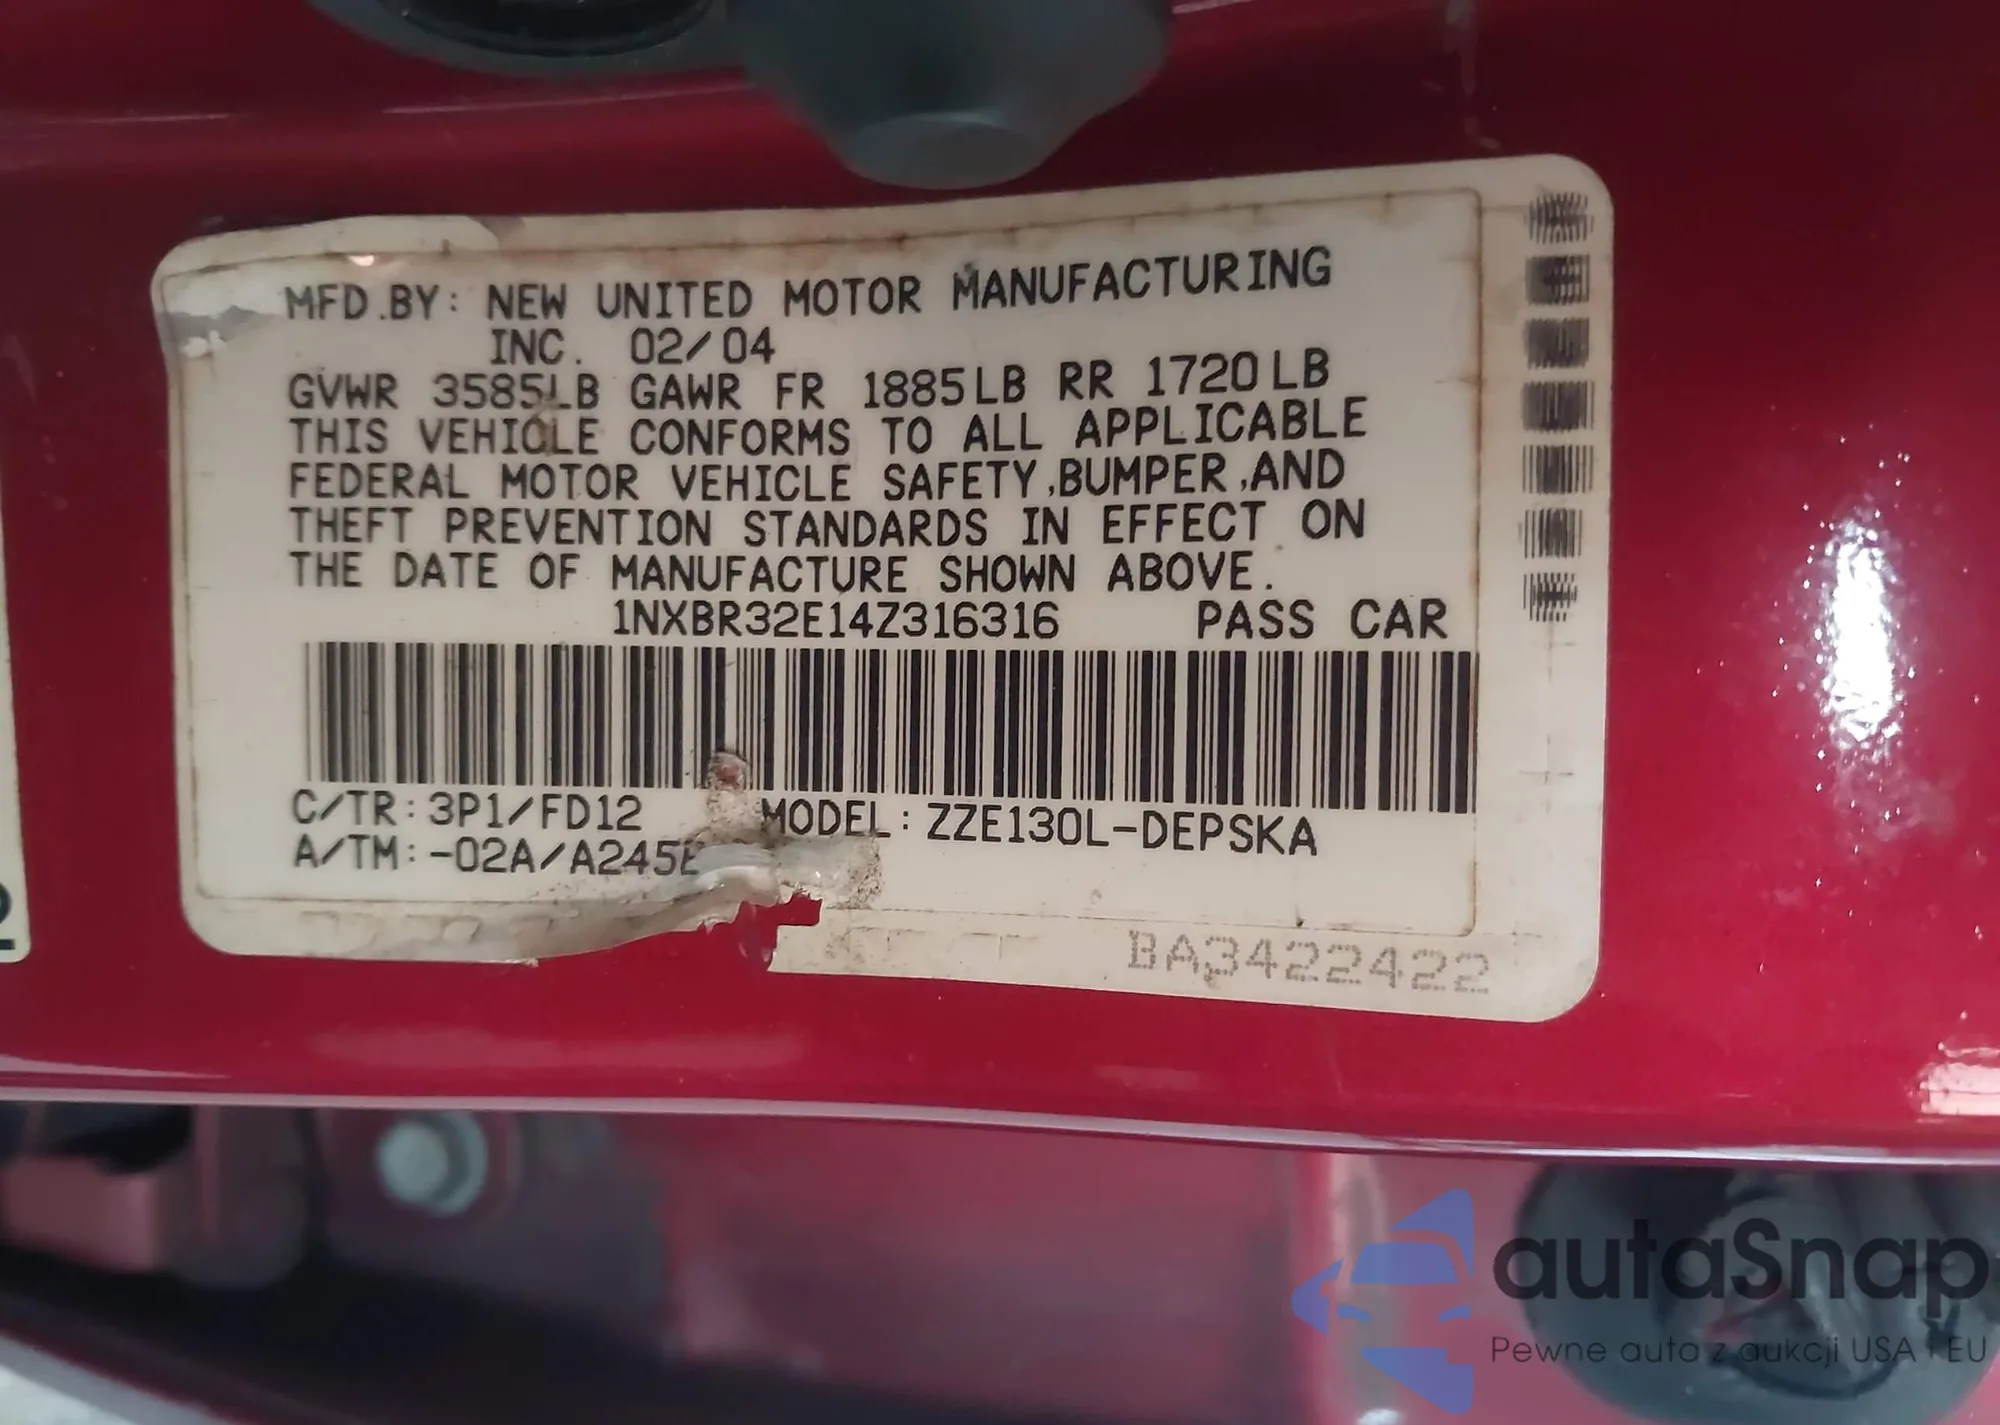 MFD.BY: NEW UNITED MOTOR MANUFACTURING
INC. 02/04
GVWR 3585LB GAWR FR 1885LB RR 1720LB
THIS VEHICLE CONFORMS TO ALL APPLICABLE
FEDERAL MOTOR VEHICLE SAFETY,BUMPER,AND
THEFT PREVENTION STANDARDS IN EFFECT ON
THE DATE OF MANUFACTURE SHOWN ABOVE.
1NXBR32E14Z316316 PASS CAR
C/TR:3P1/FD12 MODEL:ZZE130L-DEPSKA
A/TM:-02A/A245E
BA3422422
2
autaSnap
Pewne auta z aukcji USA i EU